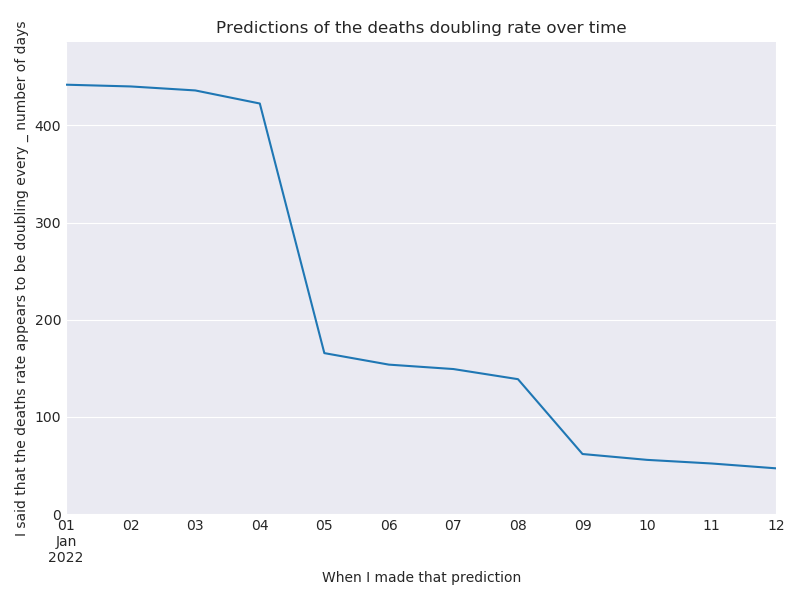 Predictions of the deaths doubling rate over time
I said that the deaths rate appears to be doubling every _ number of days
400
300
200
100
0
01 02 03 04 05 06 07 08 09 10 11 12
Jan
2022
When I made that prediction